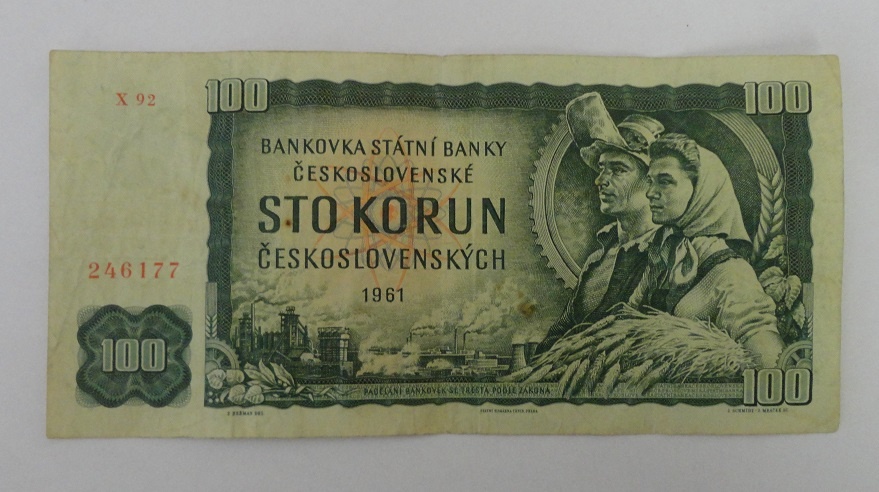 X 92
100
100
BANKOVKA STÁTNÍ BANKY
ČESKOSLOVENSKÉ
STO KORUN
ČESKOSLOVENSKÝCH
1961
246177
100
100
PADĚLÁNÍ BANKOVEK SE TRESTÁ PODLE ZÁKONA